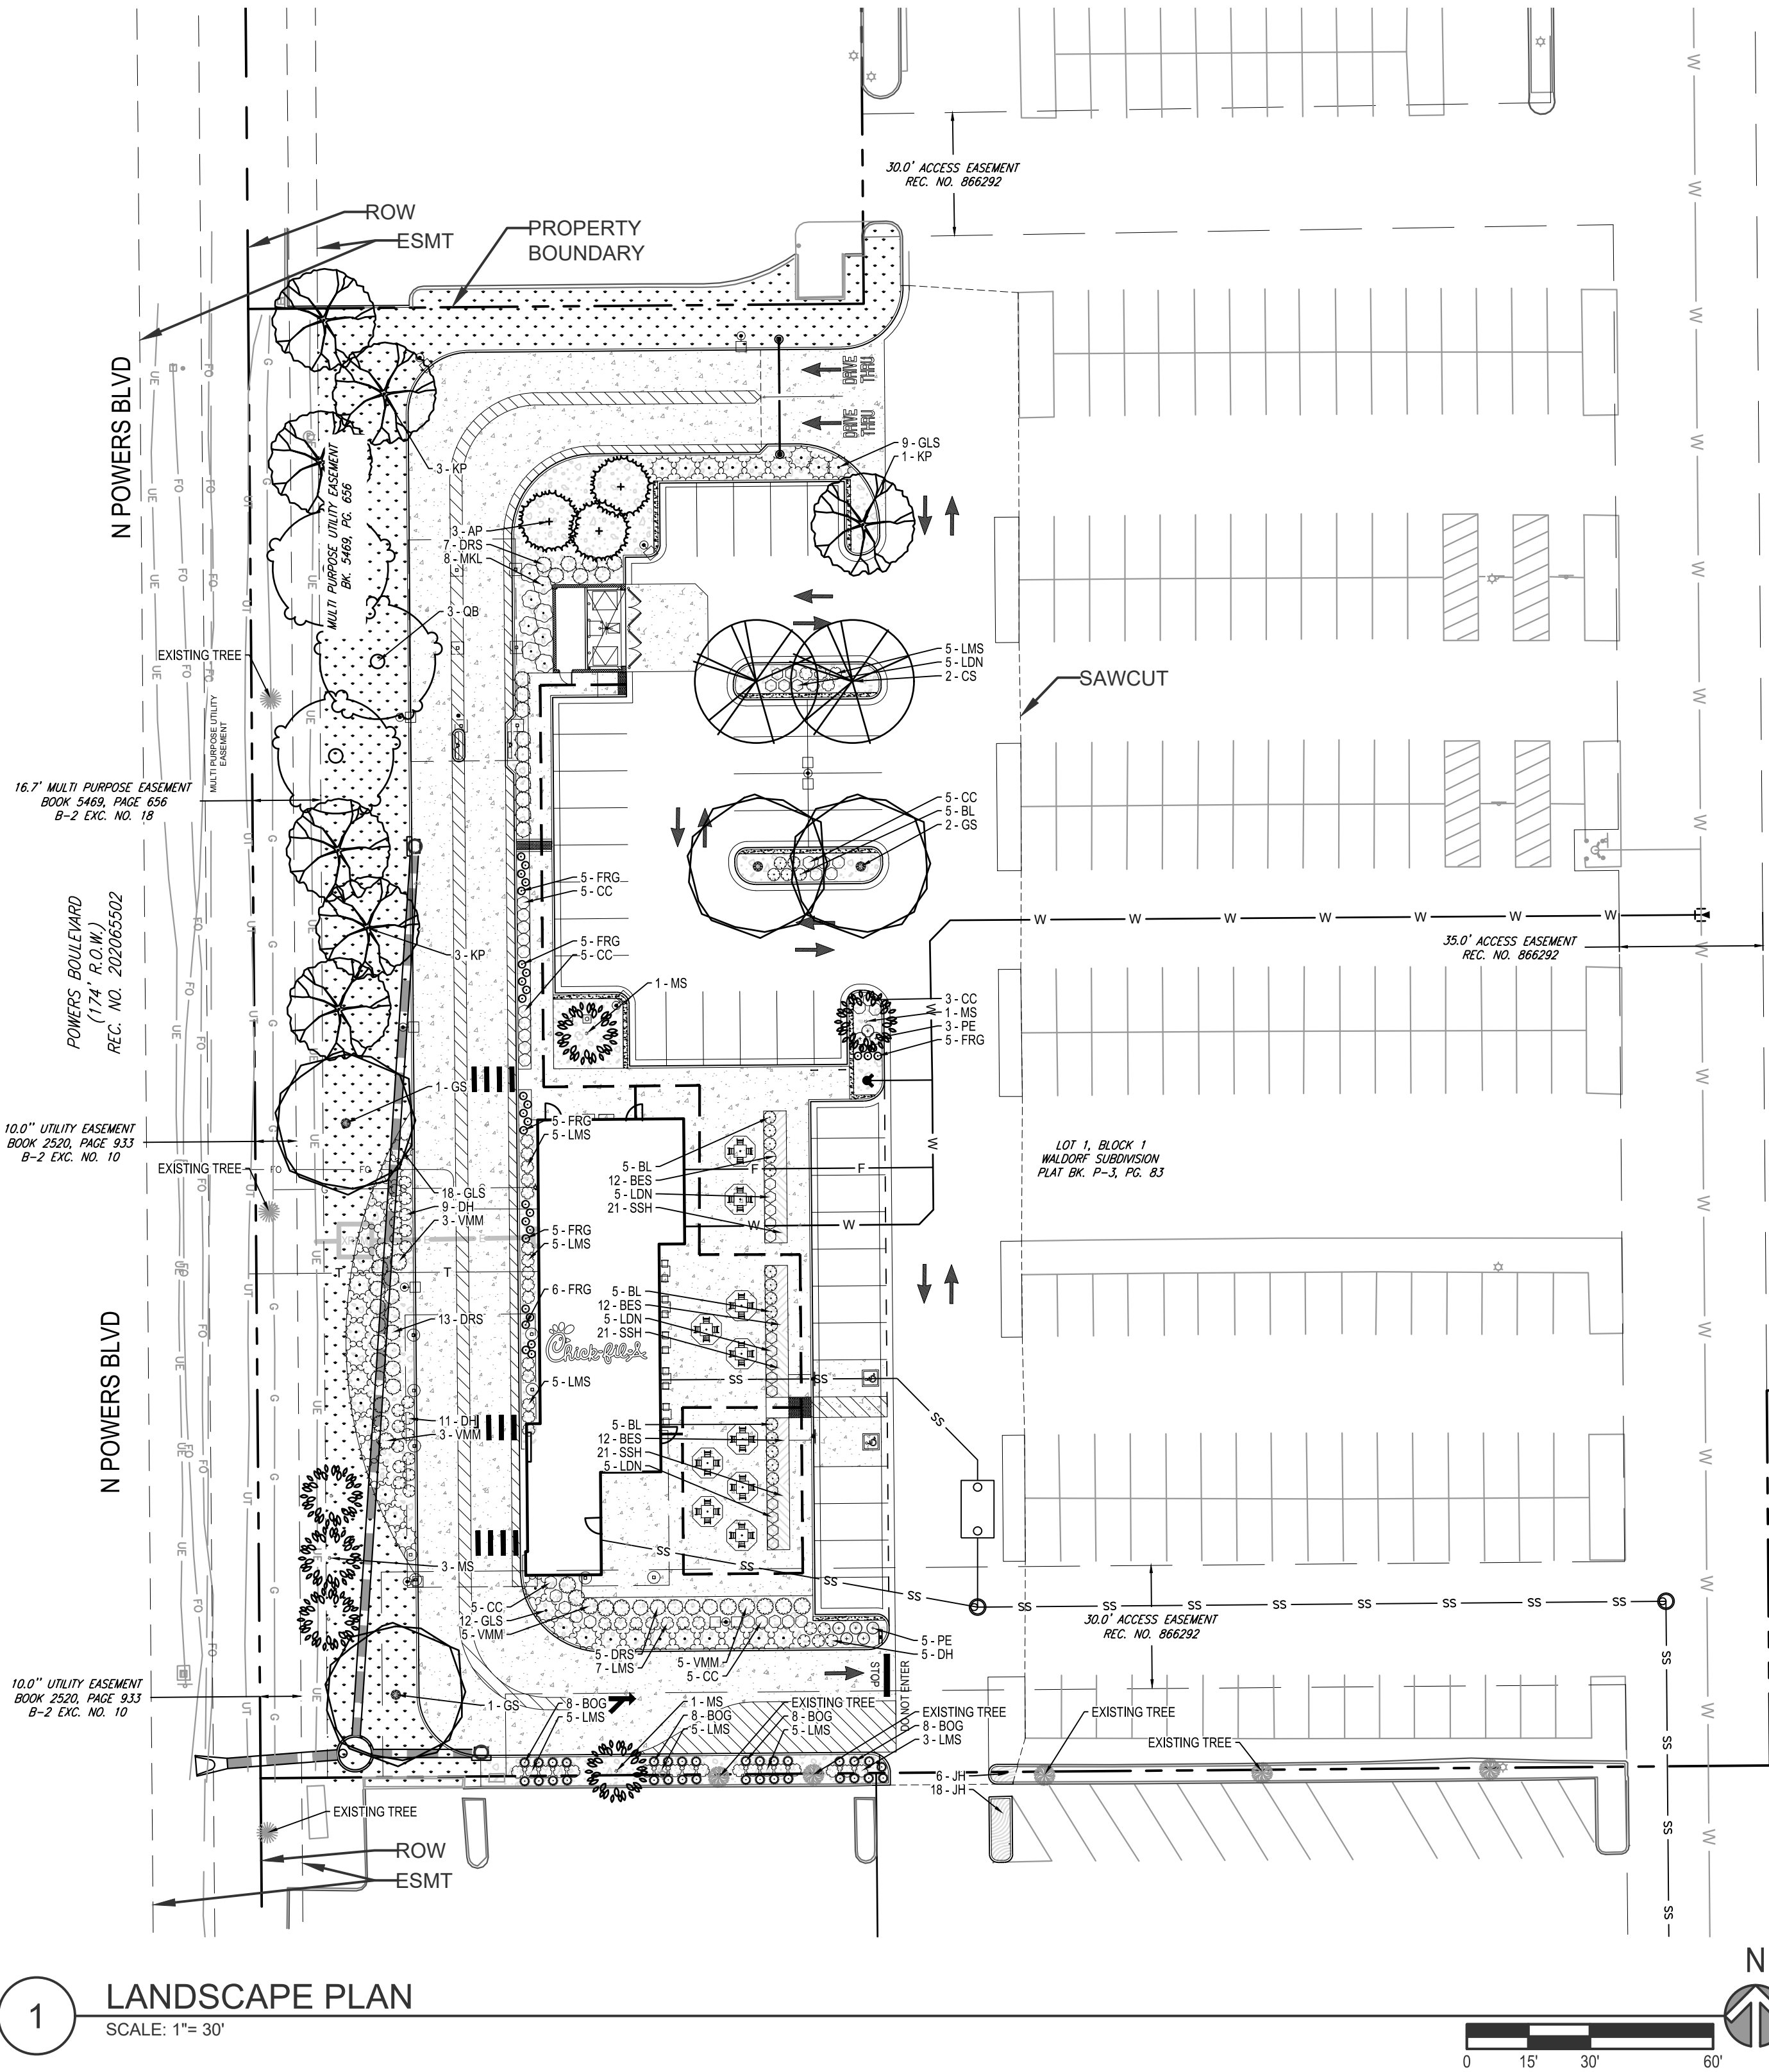 30.0' ACCESS EASEMENT
REC. NO. 866292
ROW
ESMT
PROPERTY
BOUNDARY
N POWERS BLVD
DRIVE
THRU
DRIVE
THRU
9 - GLS
1 - KP
3 - KP
MULTI PURPOSE UTILITY EASEMENT
BK. 5469, PG. 656
3 - AP
7 - DRS
8 - MKL
3 - QB
EXISTING TREE
5 - LMS
5 - LDN
2 - CS
SAWCUT
MULTI PURPOSE UTILITY
EASEMENT
16.7' MULTI PURPOSE EASEMENT
BOOK 5469, PAGE 656
B-2 EXC. NO. 18
5 - CC
5 - BL
2 - GS
5 - FRG
5 - CC
POWERS BOULEVARD
(174' R.O.W.)
REC. NO. 202065502
5 - FRG
5 - CC
3 - KP
1 - MS
35.0' ACCESS EASEMENT
REC. NO. 866292
3 - CC
1 - MS
3 - PE
5 - FRG
1 - GS
10.0" UTILITY EASEMENT
BOOK 2520, PAGE 933
B-2 EXC. NO. 10
5 - FRG
5 - LMS
LOT 1, BLOCK 1
WALDORF SUBDIVISION
PLAT BK. P-3, PG. 83
EXISTING TREE
5 - BL
12 - BES
5 - LDN
21 - SSH
18 - GLS
9 - DH
3 - VMM
5 - FRG
5 - LMS
6 - FRG
5 - BL
12 - BES
5 - LDN
21 - SSH
13 - DRS
Chick-fil-A
N POWERS BLVD
5 - LMS
11 - DH
3 - VMM
5 - BL
12 - BES
21 - SSH
5 - LDN
3 - MS
5 - CC
12 - GLS
5 - VMM
30.0' ACCESS EASEMENT
REC. NO. 866292
5 - DRS
7 - LMS
5 - VMM
5 - CC
5 - PE
5 - DH
STOP
DO NOT ENTER
10.0" UTILITY EASEMENT
BOOK 2520, PAGE 933
B-2 EXC. NO. 10
1 - GS
8 - BOG
5 - LMS
1 - MS
8 - BOG
5 - LMS
EXISTING TREE
8 - BOG
5 - LMS
EXISTING TREE
8 - BOG
3 - LMS
EXISTING TREE
EXISTING TREE
6 - JH
18 - JH
EXISTING TREE
ROW
ESMT
1
LANDSCAPE PLAN
SCALE: 1"= 30'
N
0 15' 30' 60'